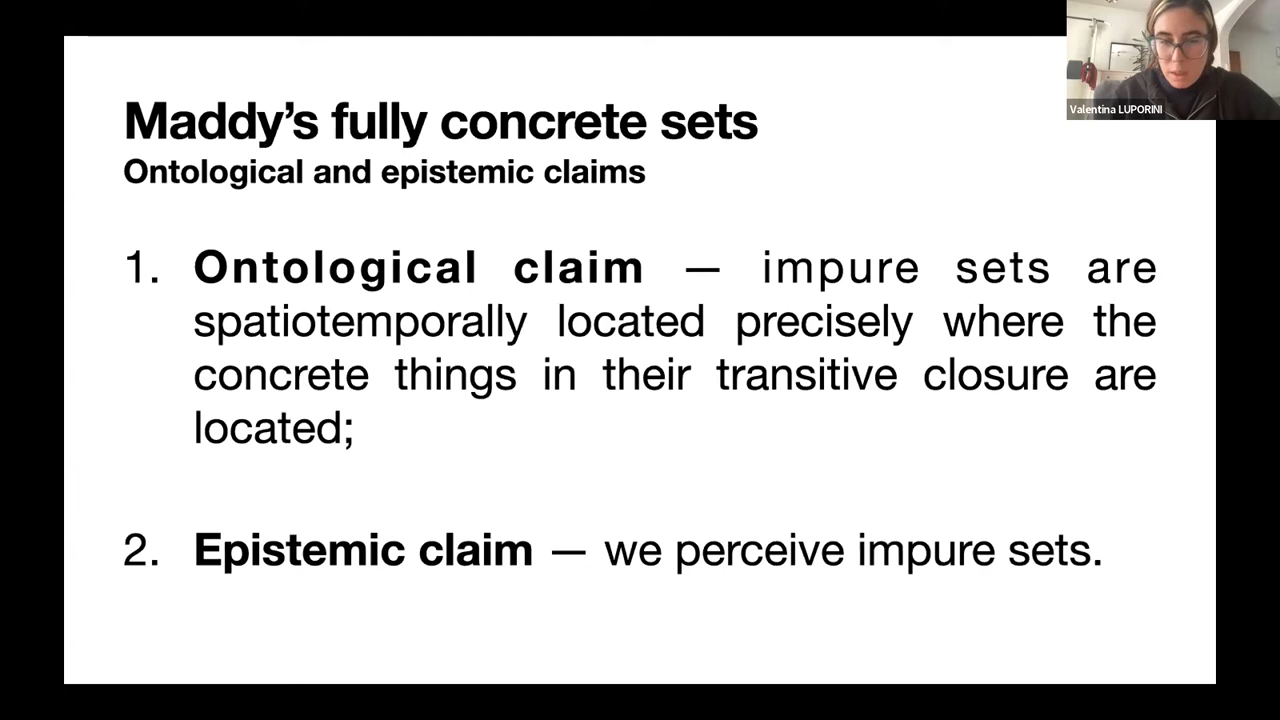 Valentina LUPORINI
Maddy’s fully concrete sets
Ontological and epistemic claims
1. Ontological claim — impure sets are
spatiotemporally located precisely where the
concrete things in their transitive closure are
located;
2. Epistemic claim — we perceive impure sets.